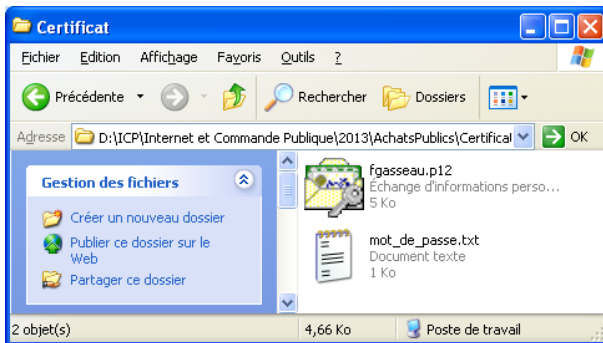 Certificat
Fichier Edition Affichage Favoris Outils ?
Précédente Rechercher Dossiers
Adresse D:\ICP\Internet et Commande Publique\2013\AchatsPublics\Certificat OK
Gestion des fichiers
Créer un nouveau dossier
Publier ce dossier sur le
Web
Partager ce dossier
fgasseau.p12
Échange d'informations perso...
5 Ko
mot_de_passe.txt
Document texte
1 Ko
2 objet(s) 4,66 Ko Poste de travail